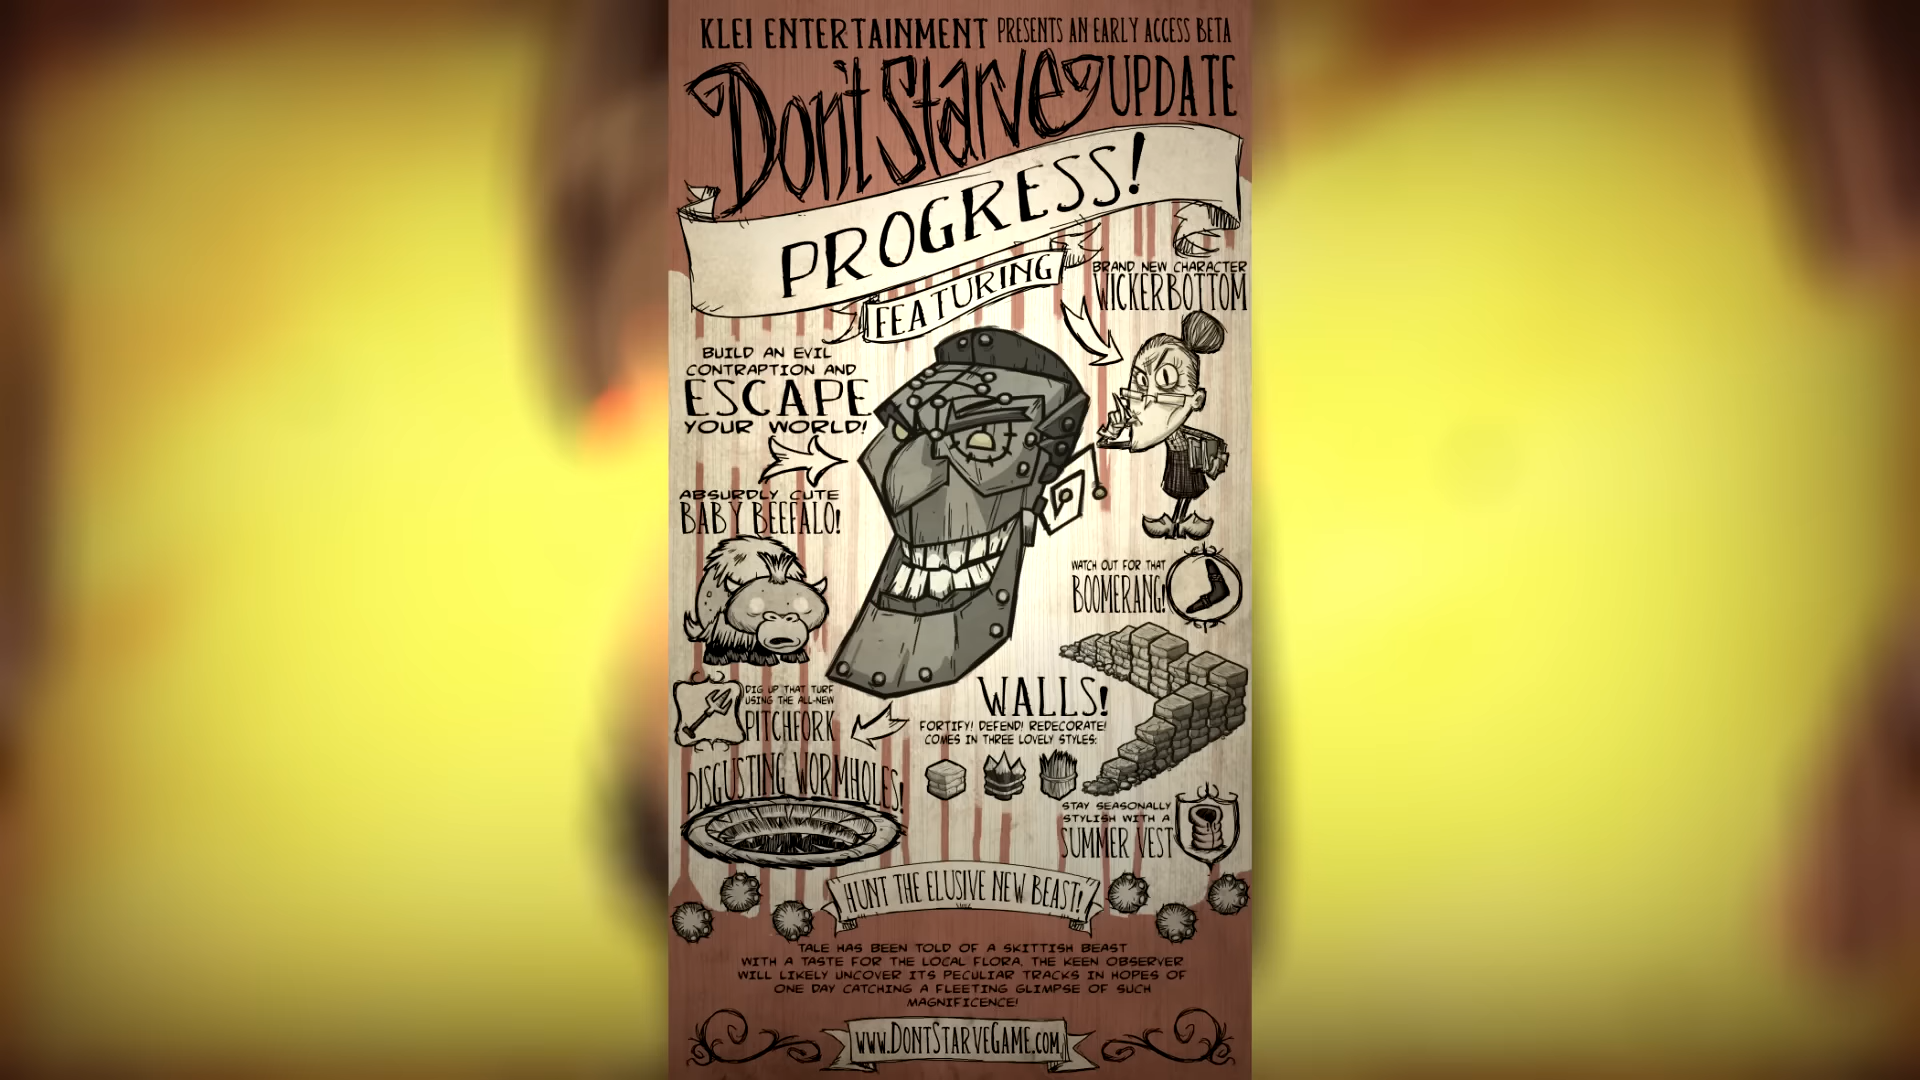 KLEI ENTERTAINMENT PRESENTS AN EARLY ACCESS BETA
Don't Starve UPDATE
PROGRESS!
FEATURING
BRAND NEW CHARACTER
WICKERBOTTOM
BUILD AN EVIL
CONTRAPTION AND
ESCAPE
YOUR WORLD!
ABSURDLY CUTE
BABY BEEFALO!
WATCH OUT FOR THAT
BOOMERANG!
DIG UP THAT TURF
USING THE ALL-NEW
PITCHFORK
WALLS!
FORTIFY! DEFEND! REDECORATE!
COMES IN THREE LOVELY STYLES:
DISGUSTING WORMHOLES!
STAY SEASONALLY
STYLISH WITH A
SUMMER VEST
HUNT THE ELUSIVE NEW BEAST!
TALE HAS BEEN TOLD OF A SKITTISH BEAST
WITH A TASTE FOR THE LOCAL FLORA. THE KEEN OBSERVER
WILL LIKELY UNCOVER ITS PECULIAR TRACKS IN HOPES OF
ONE DAY CATCHING A FLEETING GLIMPSE OF SUCH
MAGNIFICENCE!
WWW.DONTSTARVEGAME.COM